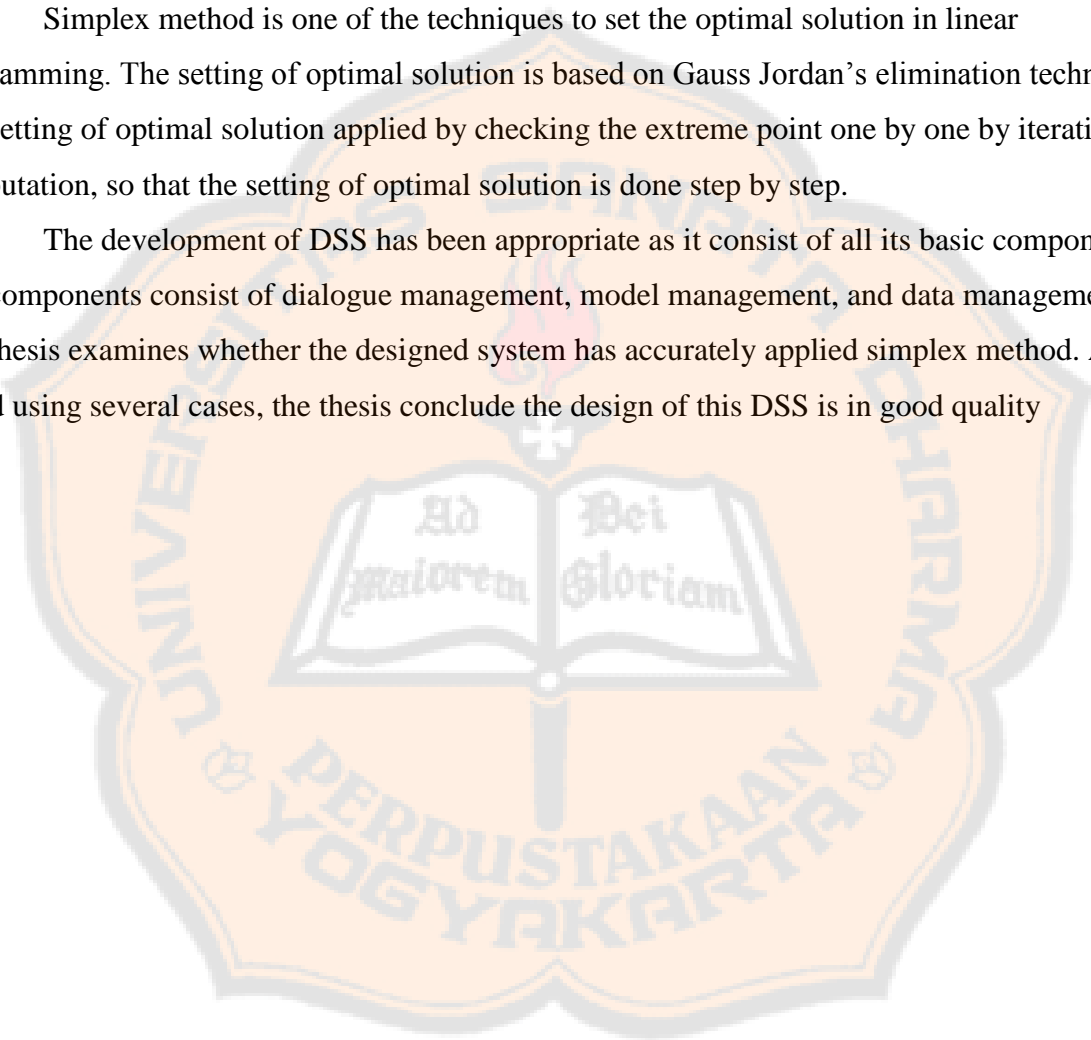 Simplex method is one of the techniques to set the optimal solution in linear
amming. The setting of optimal solution is based on Gauss Jordan's elimination techn
etting of optimal solution applied by checking the extreme point one by one by iterati
utation, so that the setting of optimal solution is done step by step.
The development of DSS has been appropriate as it consist of all its basic compon
components consist of dialogue management, model management, and data manageme
hesis examines whether the designed system has accurately applied simplex method.
d using several cases, the thesis conclude the design of this DSS is in good quality
UNIVERSITAS SANATA DHARMA
Ad Dei
Maiorem Gloriam
PERPUSTAKAAN
YOGYAKARTA